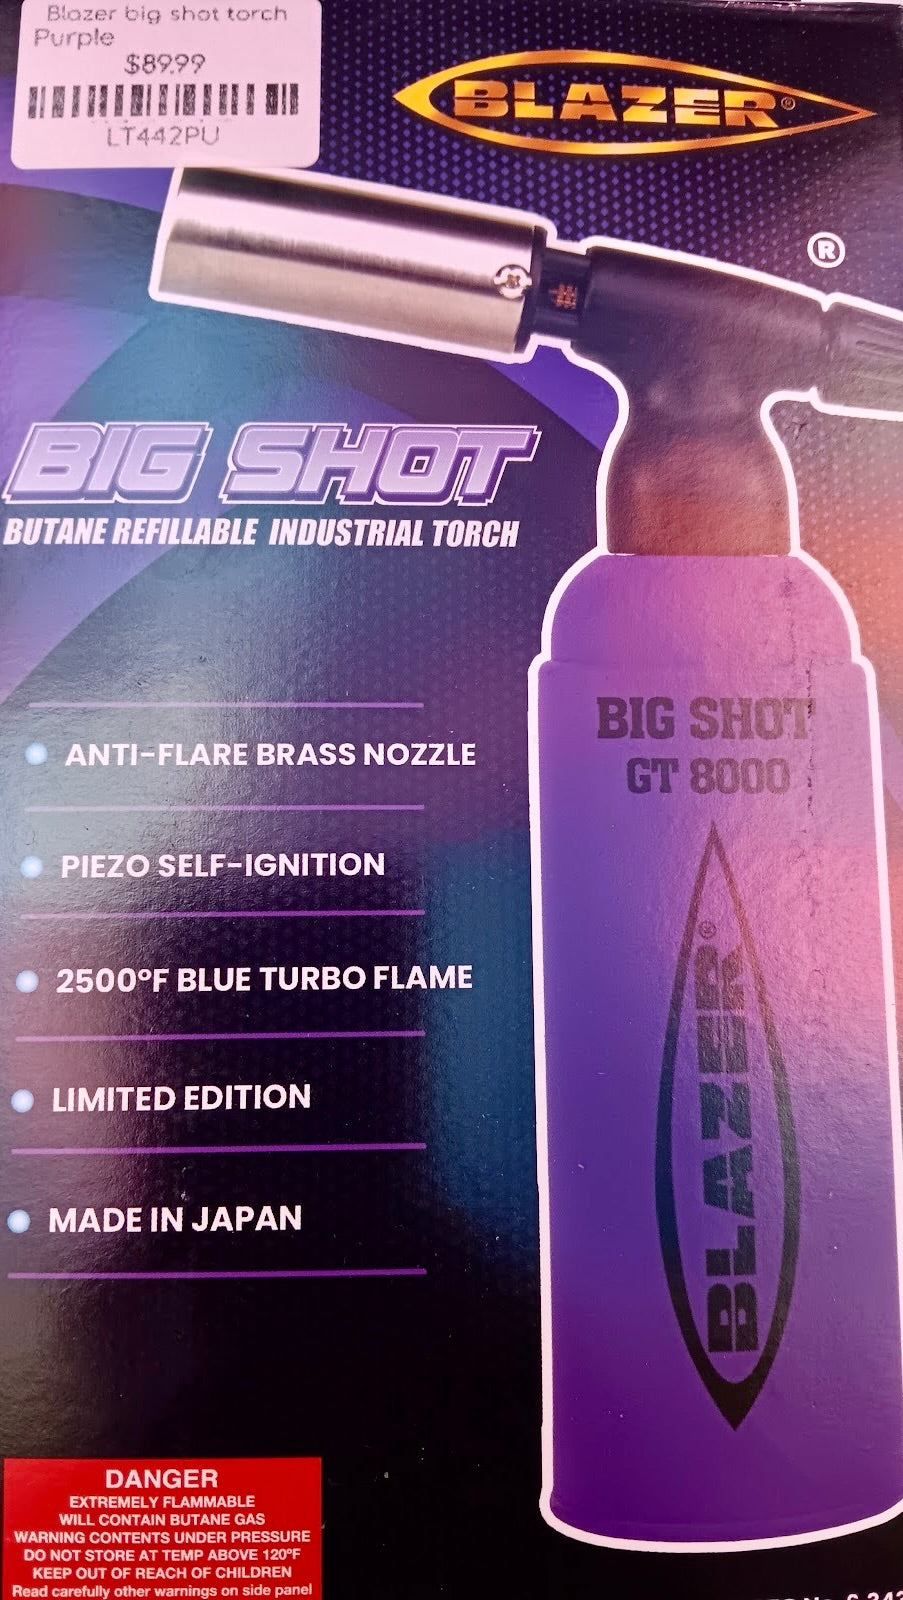 Blazer big shot torch
Purple
$89.99
LT442PU
BLAZER®
®
BIG SHOT
BUTANE REFILLABLE INDUSTRIAL TORCH
BIG SHOT
GT 8000
BLAZER®
ANTI-FLARE BRASS NOZZLE
PIEZO SELF-IGNITION
2500°F BLUE TURBO FLAME
LIMITED EDITION
MADE IN JAPAN
DANGER
EXTREMELY FLAMMABLE
WILL CONTAIN BUTANE GAS
WARNING CONTENTS UNDER PRESSURE
DO NOT STORE AT TEMP ABOVE 120°F
KEEP OUT OF REACH OF CHILDREN
Read carefully other warnings on side panel